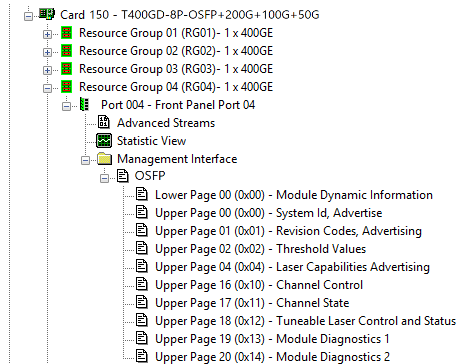 Card 150 - T400GD-8P-OSFP+200G+100G+50G
Resource Group 01 (RG01)- 1 x 400GE
Resource Group 02 (RG02)- 1 x 400GE
Resource Group 03 (RG03)- 1 x 400GE
Resource Group 04 (RG04)- 1 x 400GE
Port 004 - Front Panel Port 04
Advanced Streams
Statistic View
Management Interface
OSFP
Lower Page 00 (0x00) - Module Dynamic Information
Upper Page 00 (0x00) - System Id, Advertise
Upper Page 01 (0x01) - Revision Codes, Advertising
Upper Page 02 (0x02) - Threshold Values
Upper Page 04 (0x04) - Laser Capabilities Advertising
Upper Page 16 (0x10) - Channel Control
Upper Page 17 (0x11) - Channel State
Upper Page 18 (0x12) - Tuneable Laser Control and Status
Upper Page 19 (0x13) - Module Diagnostics 1
Upper Page 20 (0x14) - Module Diagnostics 2